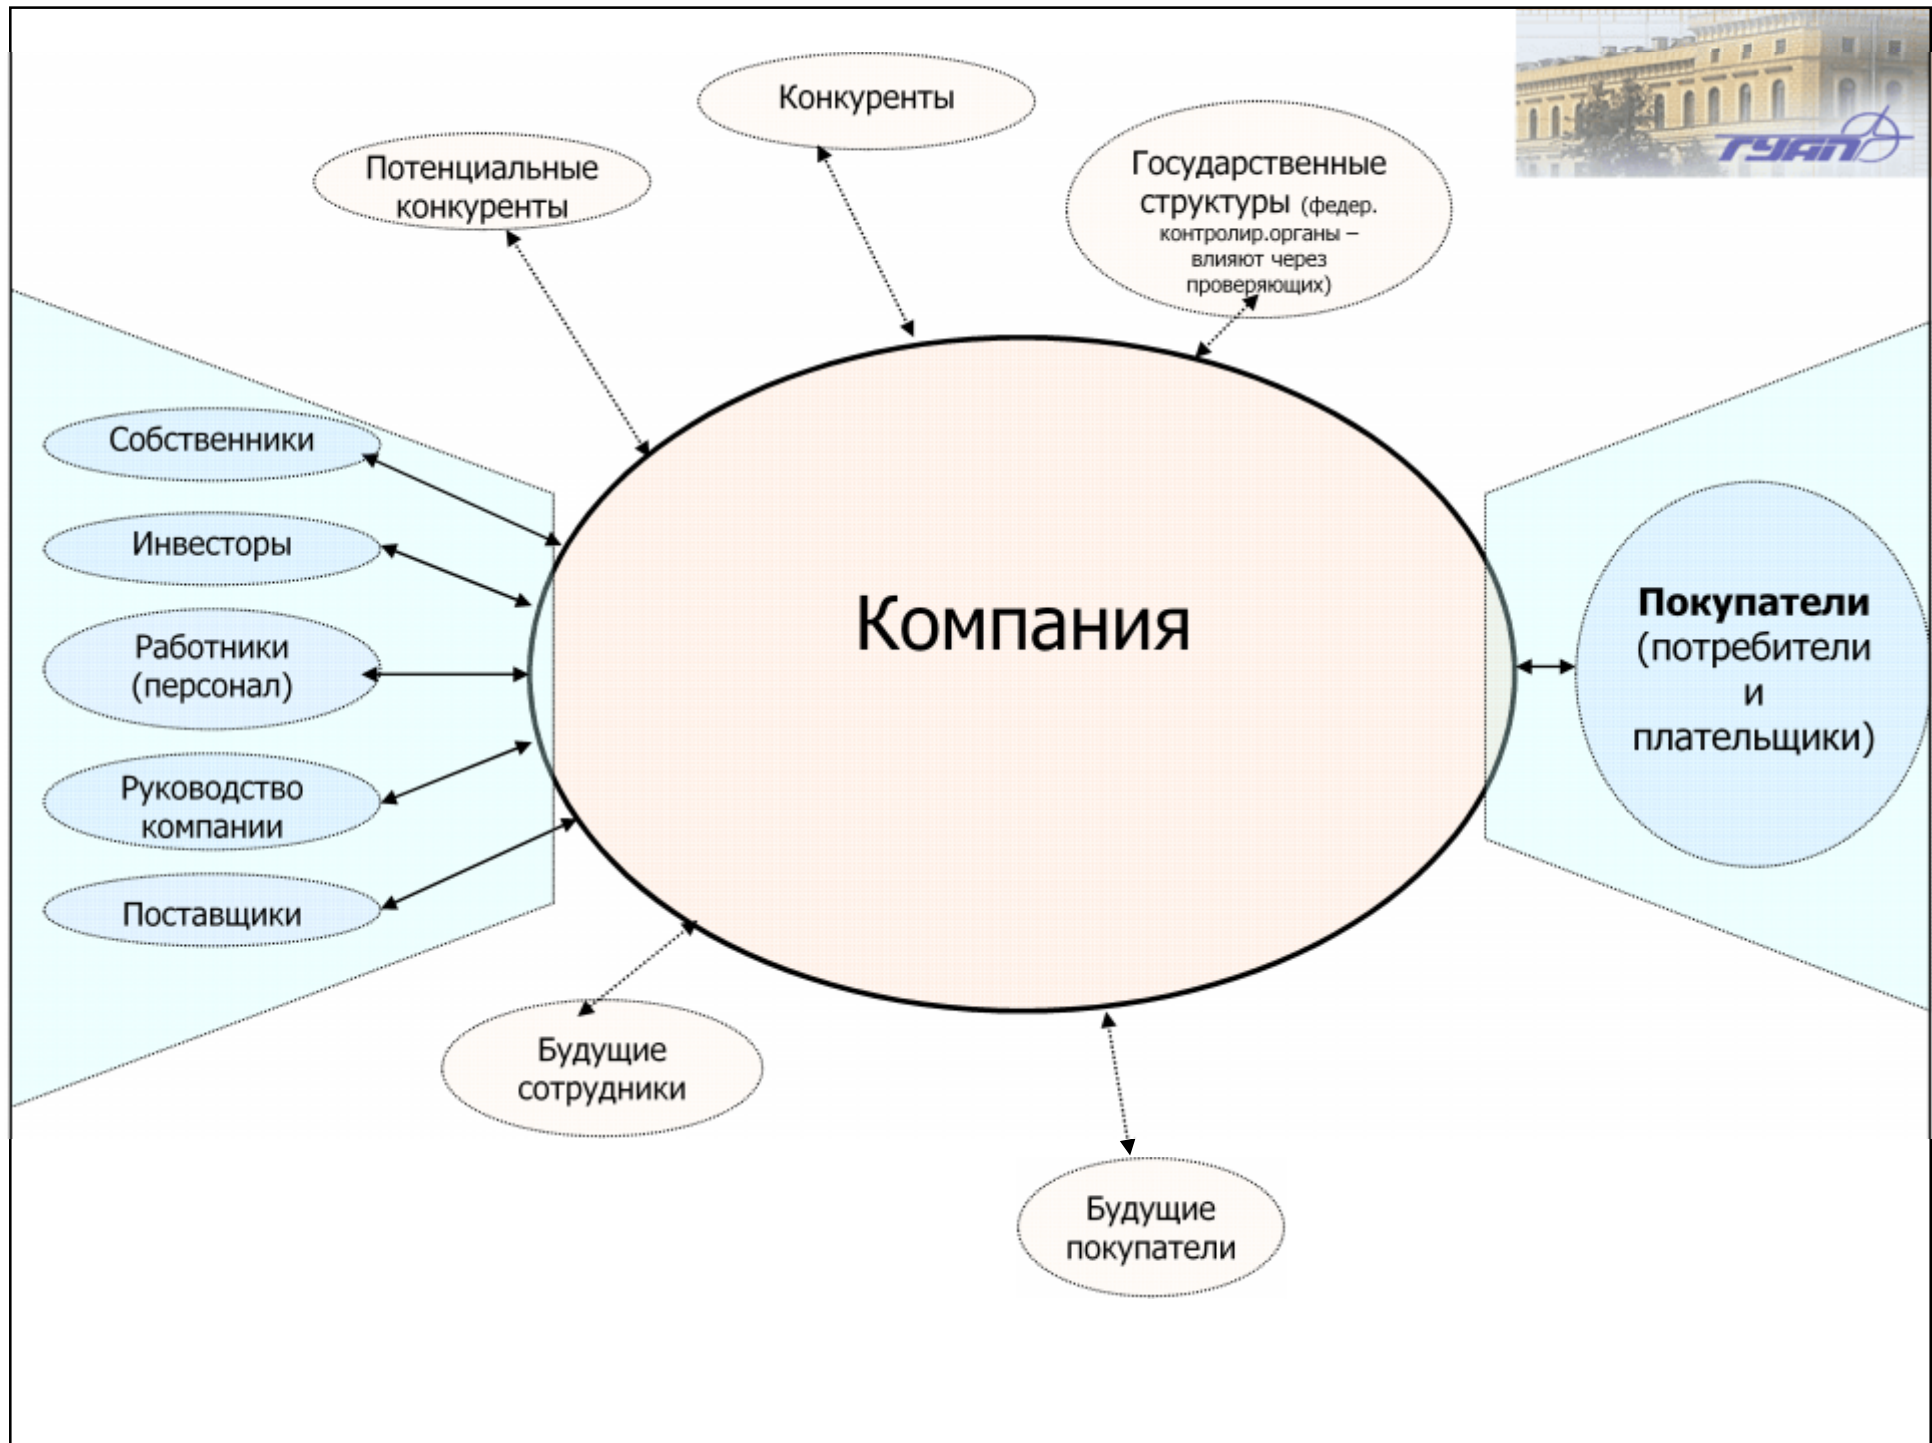 Конкуренты
Потенциальные
конкуренты
Государственные
структуры (федер.
контролир.органы –
влияют через
проверяющих)
ГУАП
Собственники
Инвесторы
Работники
(персонал)
Руководство
компании
Поставщики
Компания
Покупатели
(потребители
и
плательщики)
Будущие
сотрудники
Будущие
покупатели